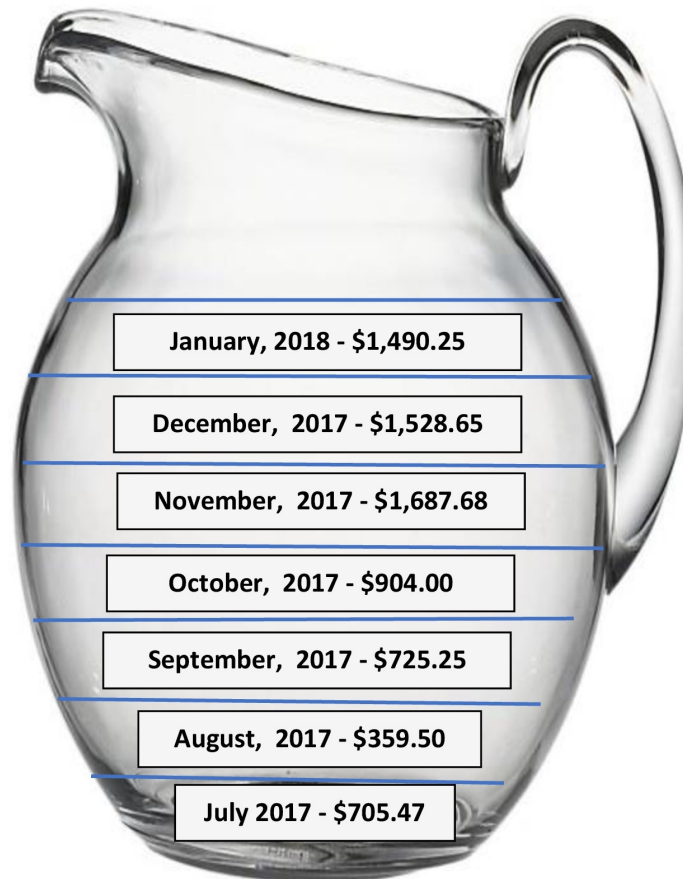 January, 2018 - $1,490.25
December, 2017 - $1,528.65
November, 2017 - $1,687.68
October, 2017 - $904.00
September, 2017 - $725.25
August, 2017 - $359.50
July 2017 - $705.47